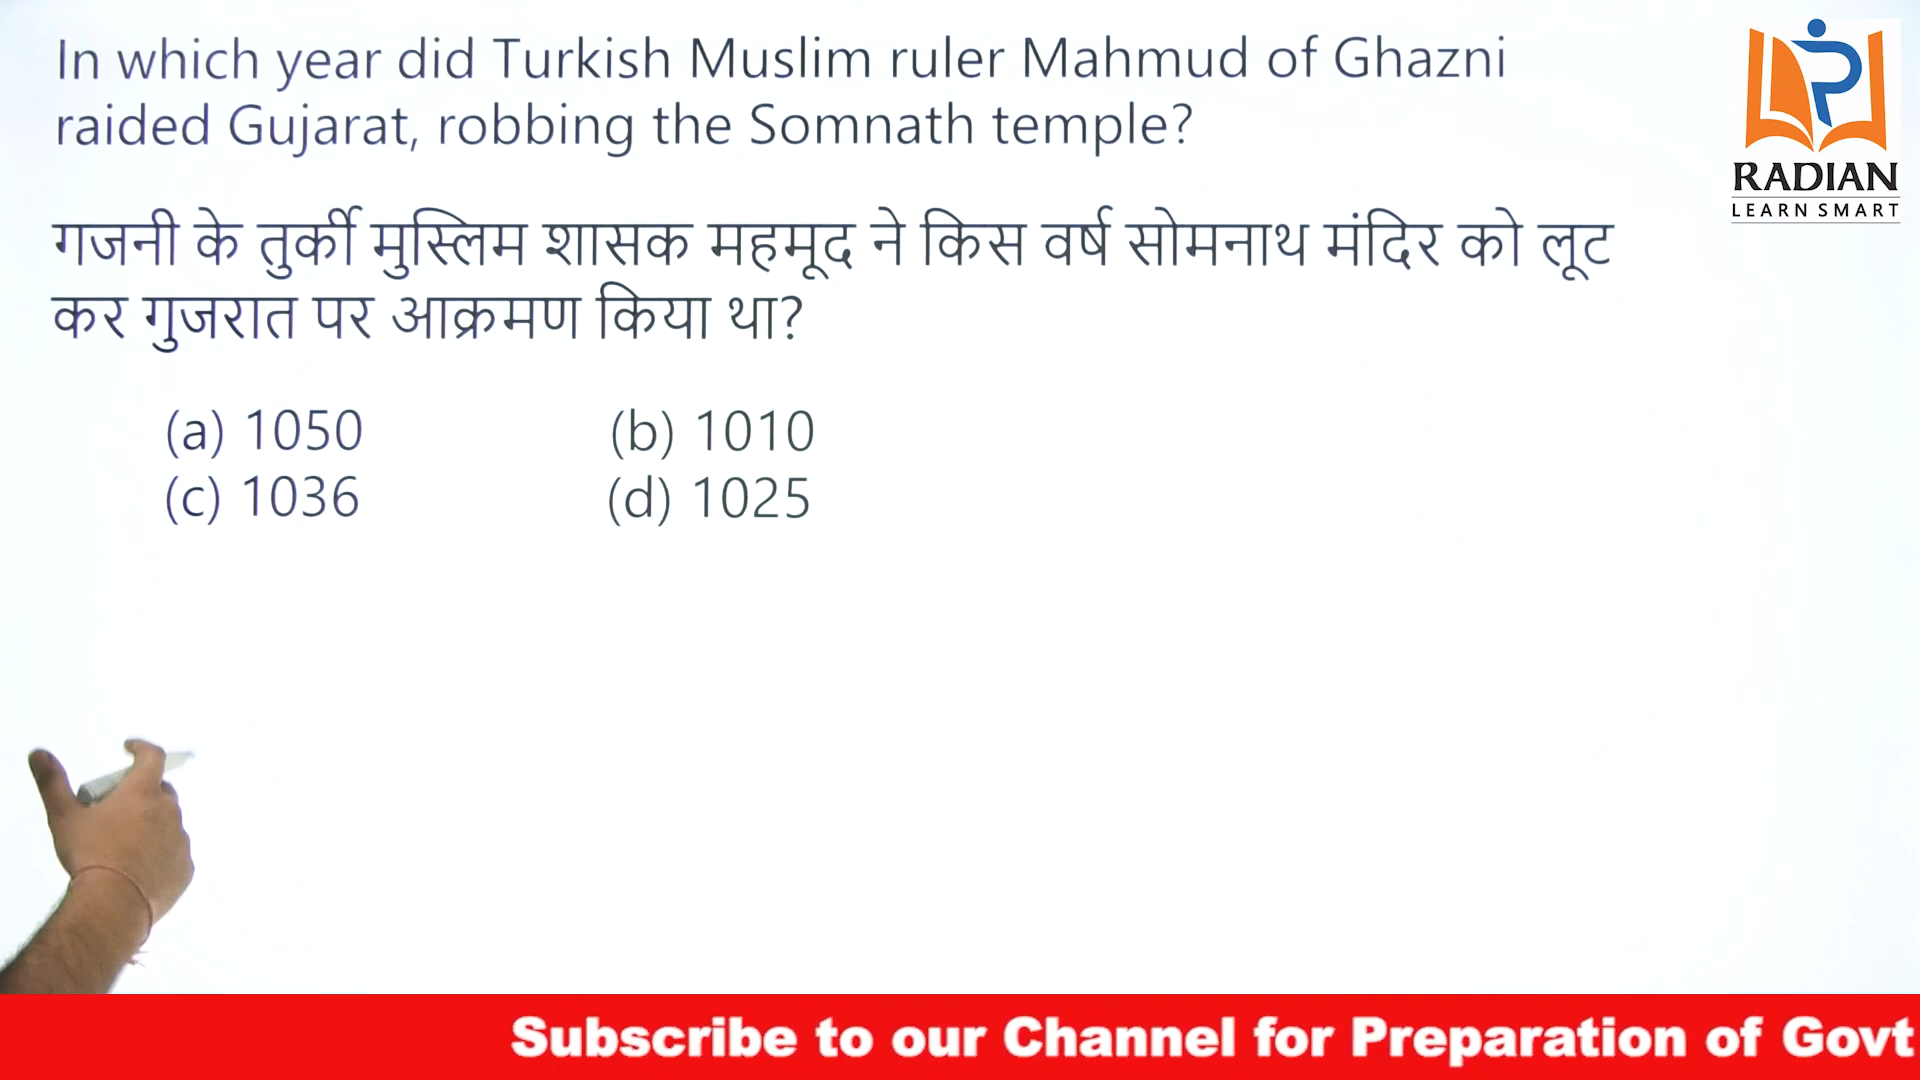 In which year did Turkish Muslim ruler Mahmud of Ghazni
raided Gujarat, robbing the Somnath temple?
RADIAN
LEARN SMART
गजनी के तुर्की मुस्लिम शासक महमूद ने किस वर्ष सोमनाथ मंदिर को लूट
कर गुजरात पर आक्रमण किया था?
(a) 1050 (b) 1010
(c) 1036 (d) 1025
Subscribe to our Channel for Preparation of Govt